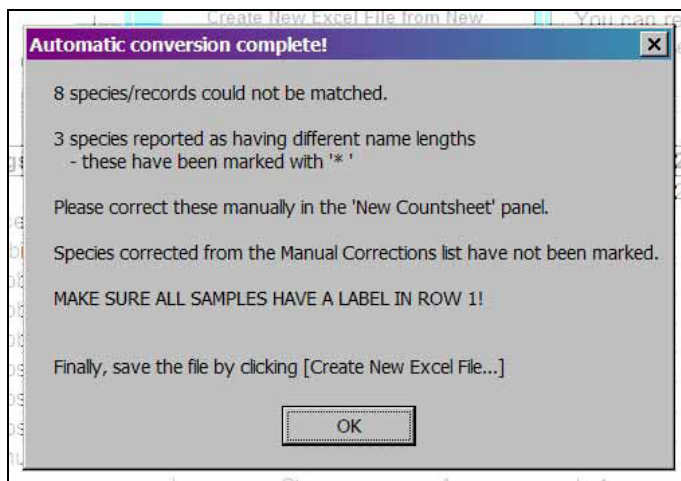 Create New Excel File from New
You can re
Automatic conversion complete!
8 species/records could not be matched.
3 species reported as having different name lengths
- these have been marked with '* '
Please correct these manually in the 'New Countsheet' panel.
Species corrected from the Manual Corrections list have not been marked.
MAKE SURE ALL SAMPLES HAVE A LABEL IN ROW 1!
Finally, save the file by clicking [Create New Excel File...]
OK